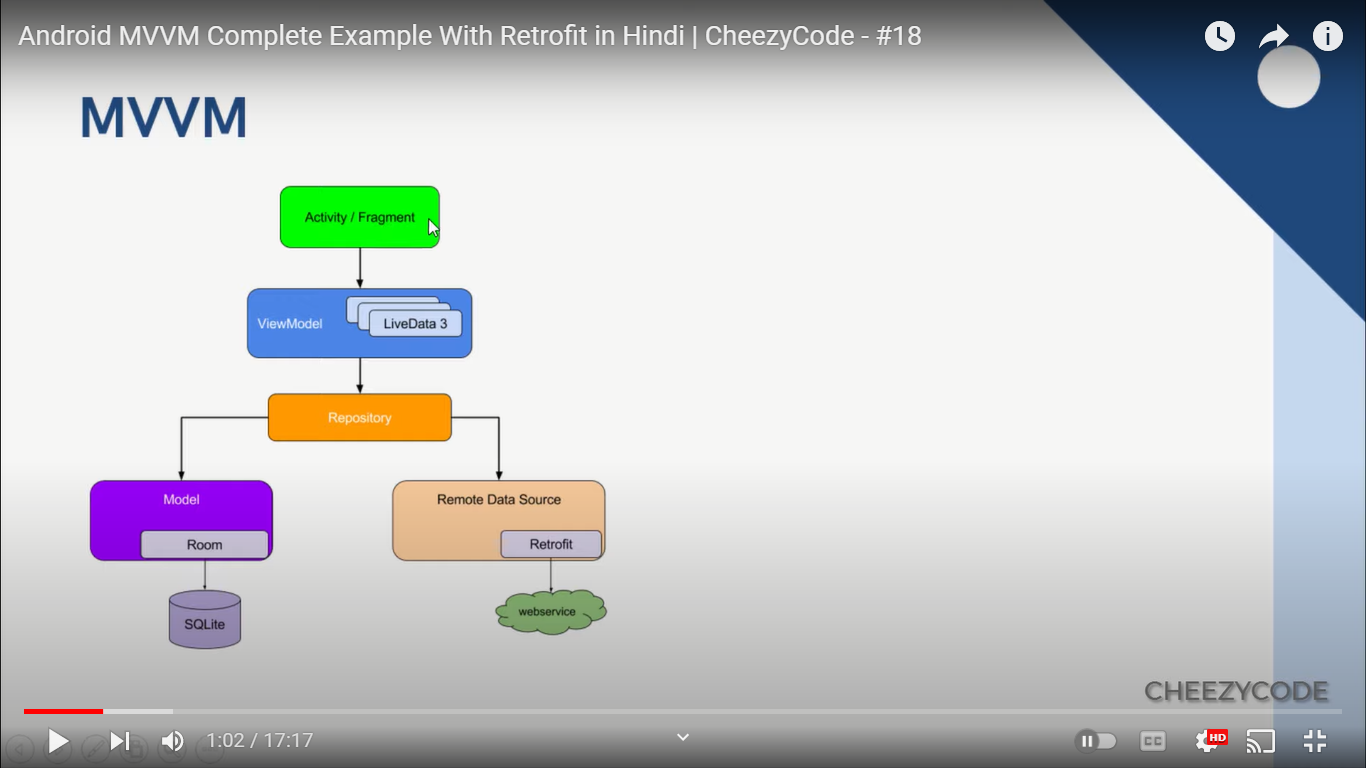 Android MVVM Complete Example With Retrofit in Hindi | CheezyCode - #18
MVVM
Activity / Fragment
ViewModel
LiveData 3
Repository
Model
Room
Remote Data Source
Retrofit
SQLite
webservice
CHEEZYCODE
1:02 / 17:17
CC
HD